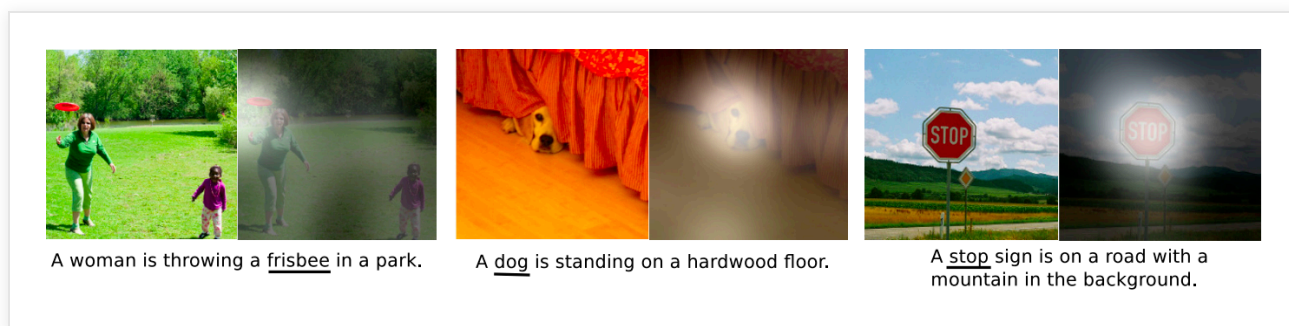 STOP
STOP
A woman is throwing a frisbee in a park.
A dog is standing on a hardwood floor.
A stop sign is on a road with a
mountain in the background.